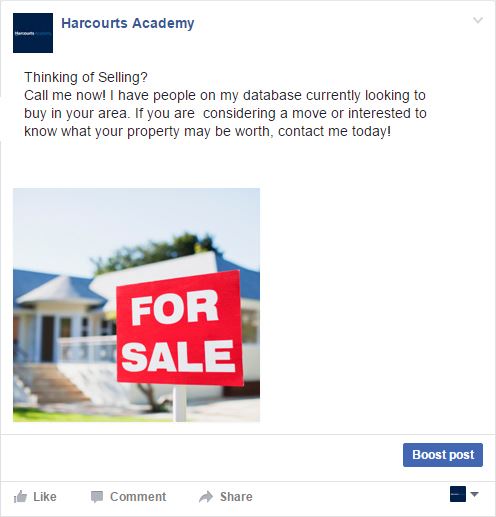 Harcourts Academy
Harcourts Academy
Thinking of Selling?
Call me now! I have people on my database currently looking to
buy in your area. If you are  considering a move or interested to
know what your property may be worth, contact me today!
FOR
SALE
Boost post
Like
Comment
Share